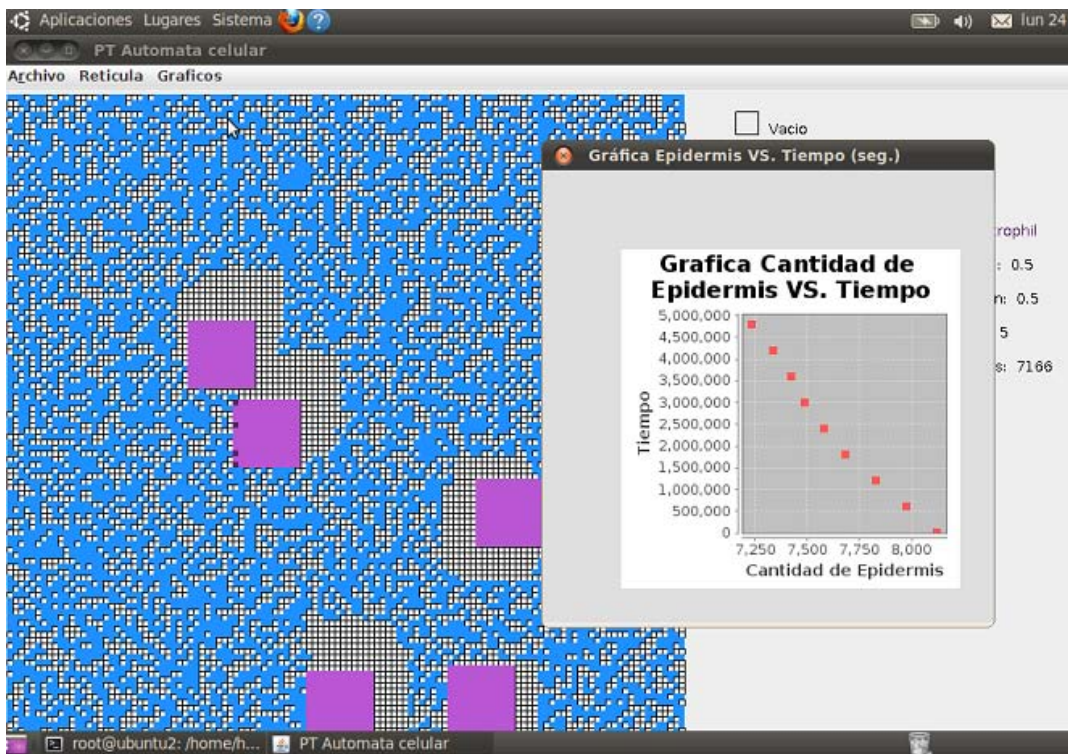 Aplicaciones Lugares Sistema
lun 24
PT Automata celular
Archivo Reticula Graficos
Vacio
Gráfica Epidermis VS. Tiempo (seg.)
trophil
: 0.5
n: 0.5
5
s: 7166
Grafica Cantidad de
Epidermis VS. Tiempo
5,000,000
4,500,000
4,000,000
3,500,000
3,000,000
2,500,000
2,000,000
1,500,000
1,000,000
500,000
0
Tiempo
7,250 7,500 7,750 8,000
Cantidad de Epidermis
root@ubuntu2: /home/h...
PT Automata celular